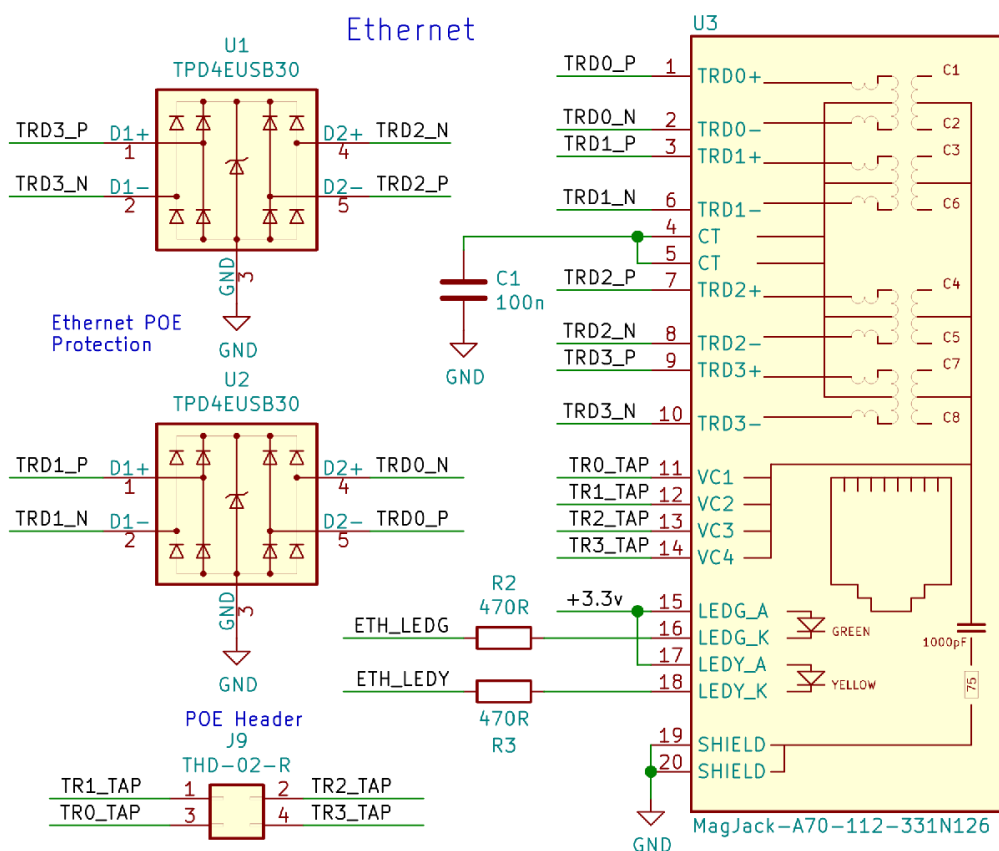 Ethernet
U1
TPD4EUSB30
TRD3_P
D1+
1
D2+
4
TRD2_N
TRD3_N
D1-
2
D2-
5
TRD2_P
GND
3
GND
Ethernet POE
Protection
U2
TPD4EUSB30
TRD1_P
D1+
1
D2+
4
TRD0_N
TRD1_N
D1-
2
D2-
5
TRD0_P
GND
3
GND
POE Header
J9
THD-02-R
TR1_TAP
1
2
TR2_TAP
TR0_TAP
3
4
TR3_TAP
C1
100n
GND
U3
TRD0_P 1 TRD0+
TRD0_N 2 TRD0-
TRD1_P 3 TRD1+
TRD1_N 6 TRD1-
4 CT
5 CT
TRD2_P 7 TRD2+
TRD2_N 8 TRD2-
TRD3_P 9 TRD3+
TRD3_N 10 TRD3-
TR0_TAP 11 VC1
TR1_TAP 12 VC2
TR2_TAP 13 VC3
TR3_TAP 14 VC4
+3.3v 15 LEDG_A
R2
470R
ETH_LEDG 16 LEDG_K
17 LEDY_A
ETH_LEDY 18 LEDY_K
470R
R3
19 SHIELD
20 SHIELD
GND
C1
C2
C3
C6
C4
C5
C7
C8
GREEN
YELLOW
1000pF
75
MagJack-A70-112-331N126